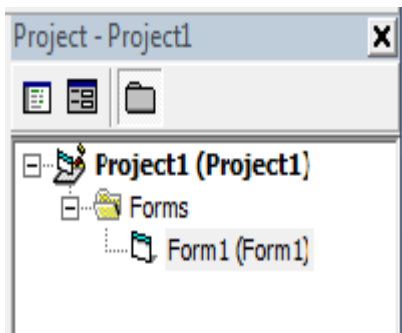 Project - Project1
Project1 (Project1)
Forms
Form1 (Form1)